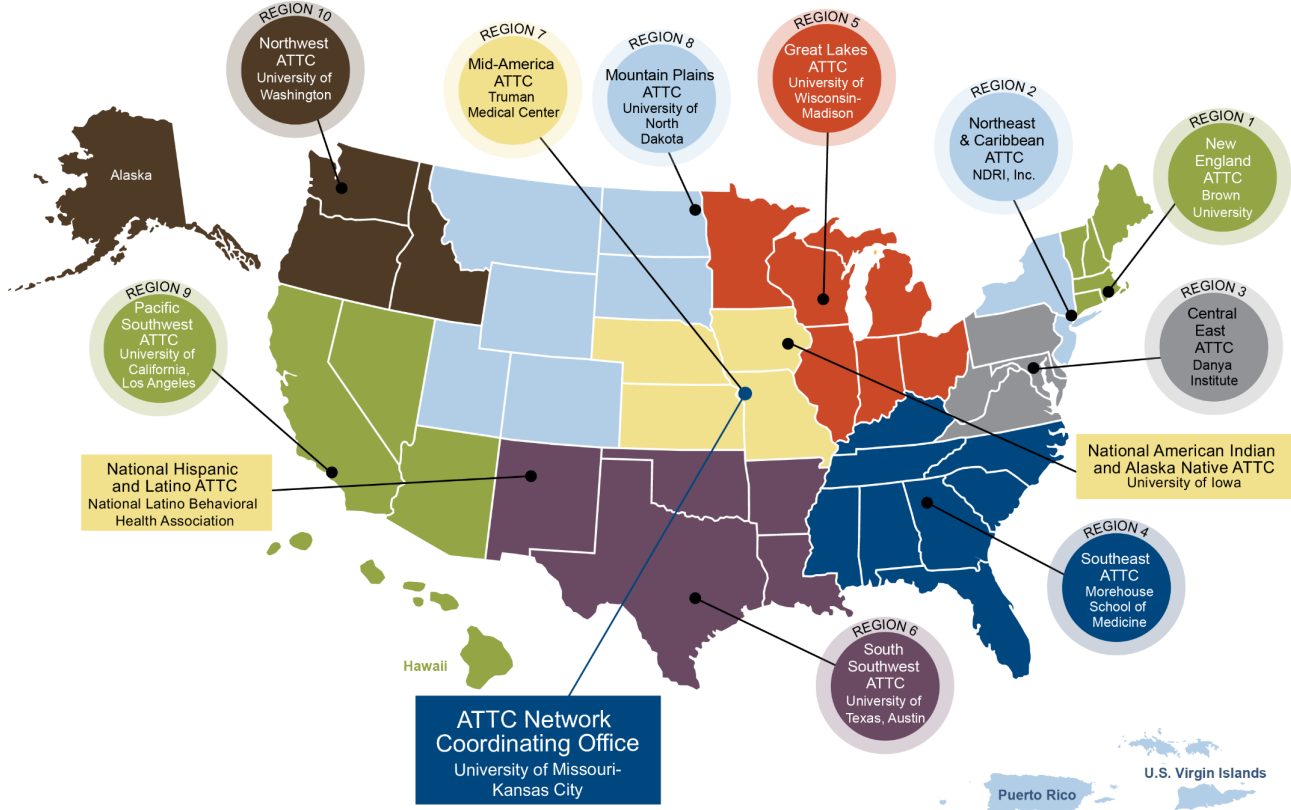 REGION 10
Northwest
ATTC
University of
Washington
REGION 7
Mid-America
ATTC
Truman
Medical Center
REGION 8
Mountain Plains
ATTC
University of
North
Dakota
REGION 5
Great Lakes
ATTC
University of
Wisconsin-
Madison
REGION 2
Northeast
& Caribbean
ATTC
NDRI, Inc.
REGION 1
New
England
ATTC
Brown
University
Alaska
REGION 9
Pacific
Southwest
ATTC
University of
California,
Los Angeles
REGION 3
Central
East
ATTC
Danya
Institute
National Hispanic
and Latino ATTC
National Latino Behavioral
Health Association
National American Indian
and Alaska Native ATTC
University of Iowa
REGION 4
Southeast
ATTC
Morehouse
School of
Medicine
Hawaii
REGION 6
South
Southwest
ATTC
University of
Texas, Austin
ATTC Network
Coordinating Office
University of Missouri-
Kansas City
U.S. Virgin Islands
Puerto Rico